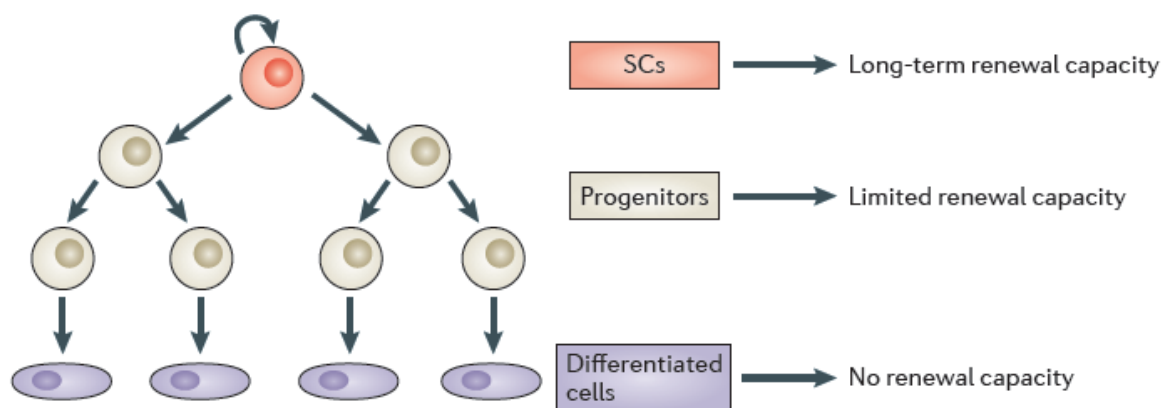 SCs
Long-term renewal capacity
Progenitors
Limited renewal capacity
Differentiated
cells
No renewal capacity